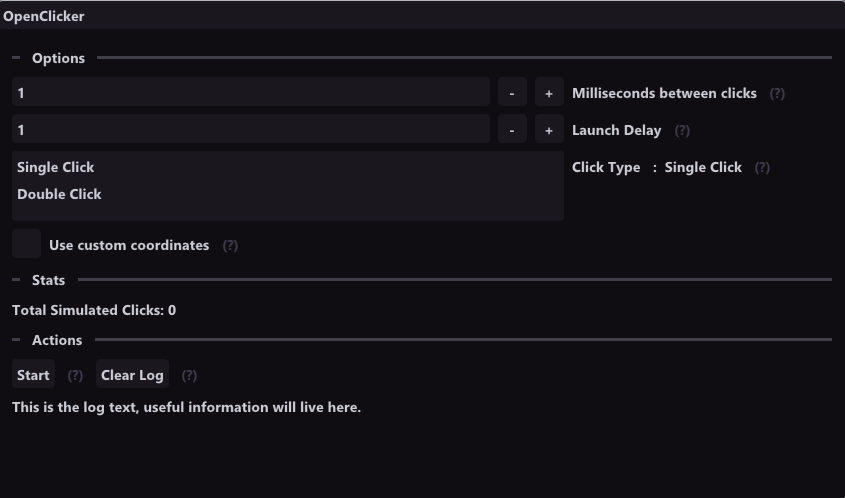 OpenClicker
Options
1 - + Milliseconds between clicks (?)
1 - + Launch Delay (?)
Single Click Click Type : Single Click (?)
Double Click
Use custom coordinates (?)
Stats
Total Simulated Clicks: 0
Actions
Start (?) Clear Log (?)
This is the log text, useful information will live here.